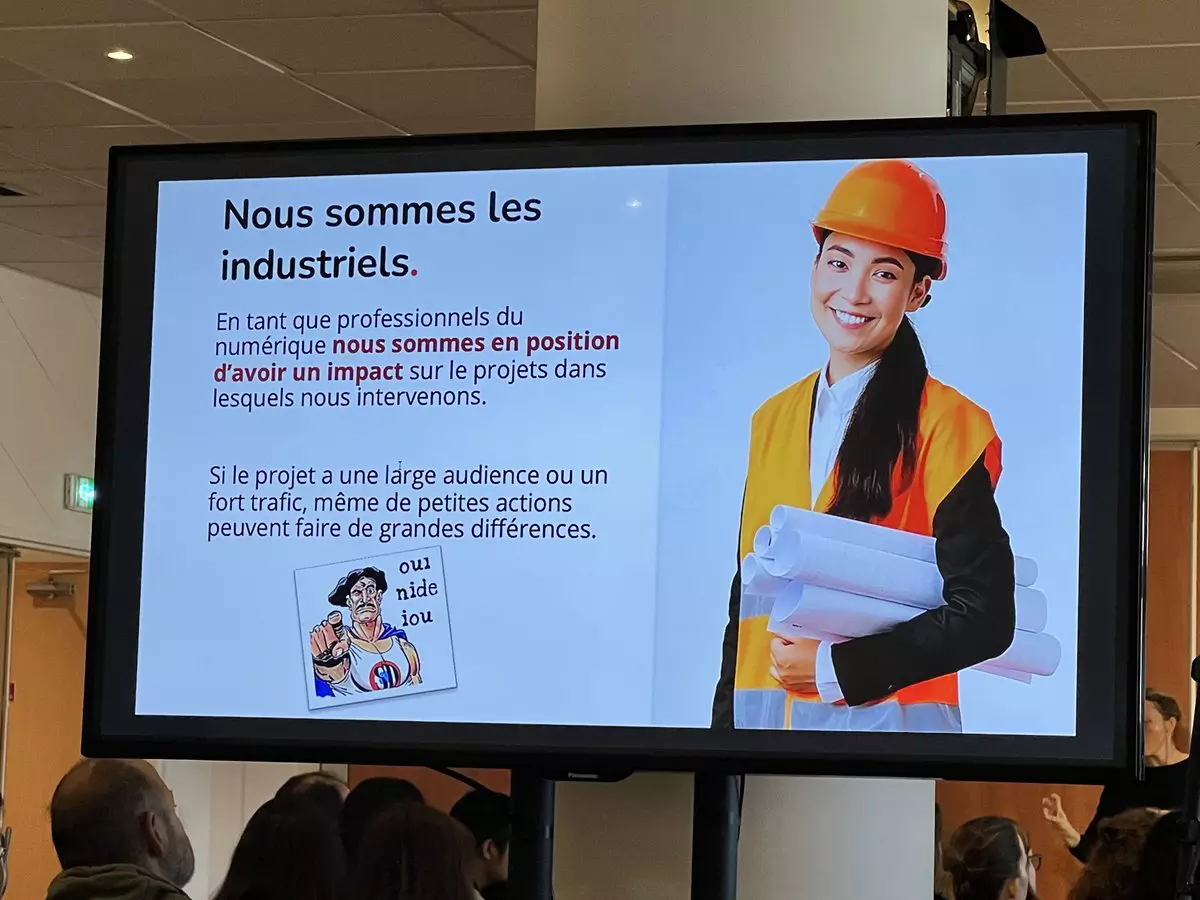 Nous sommes les
industriels.
En tant que professionnels du
numérique nous sommes en position
d'avoir un impact sur le projets dans
lesquels nous intervenons.
Si le projet a une large audience ou un
fort trafic, même de petites actions
peuvent faire de grandes différences.
oui
nide
iou
SD
Panasonic